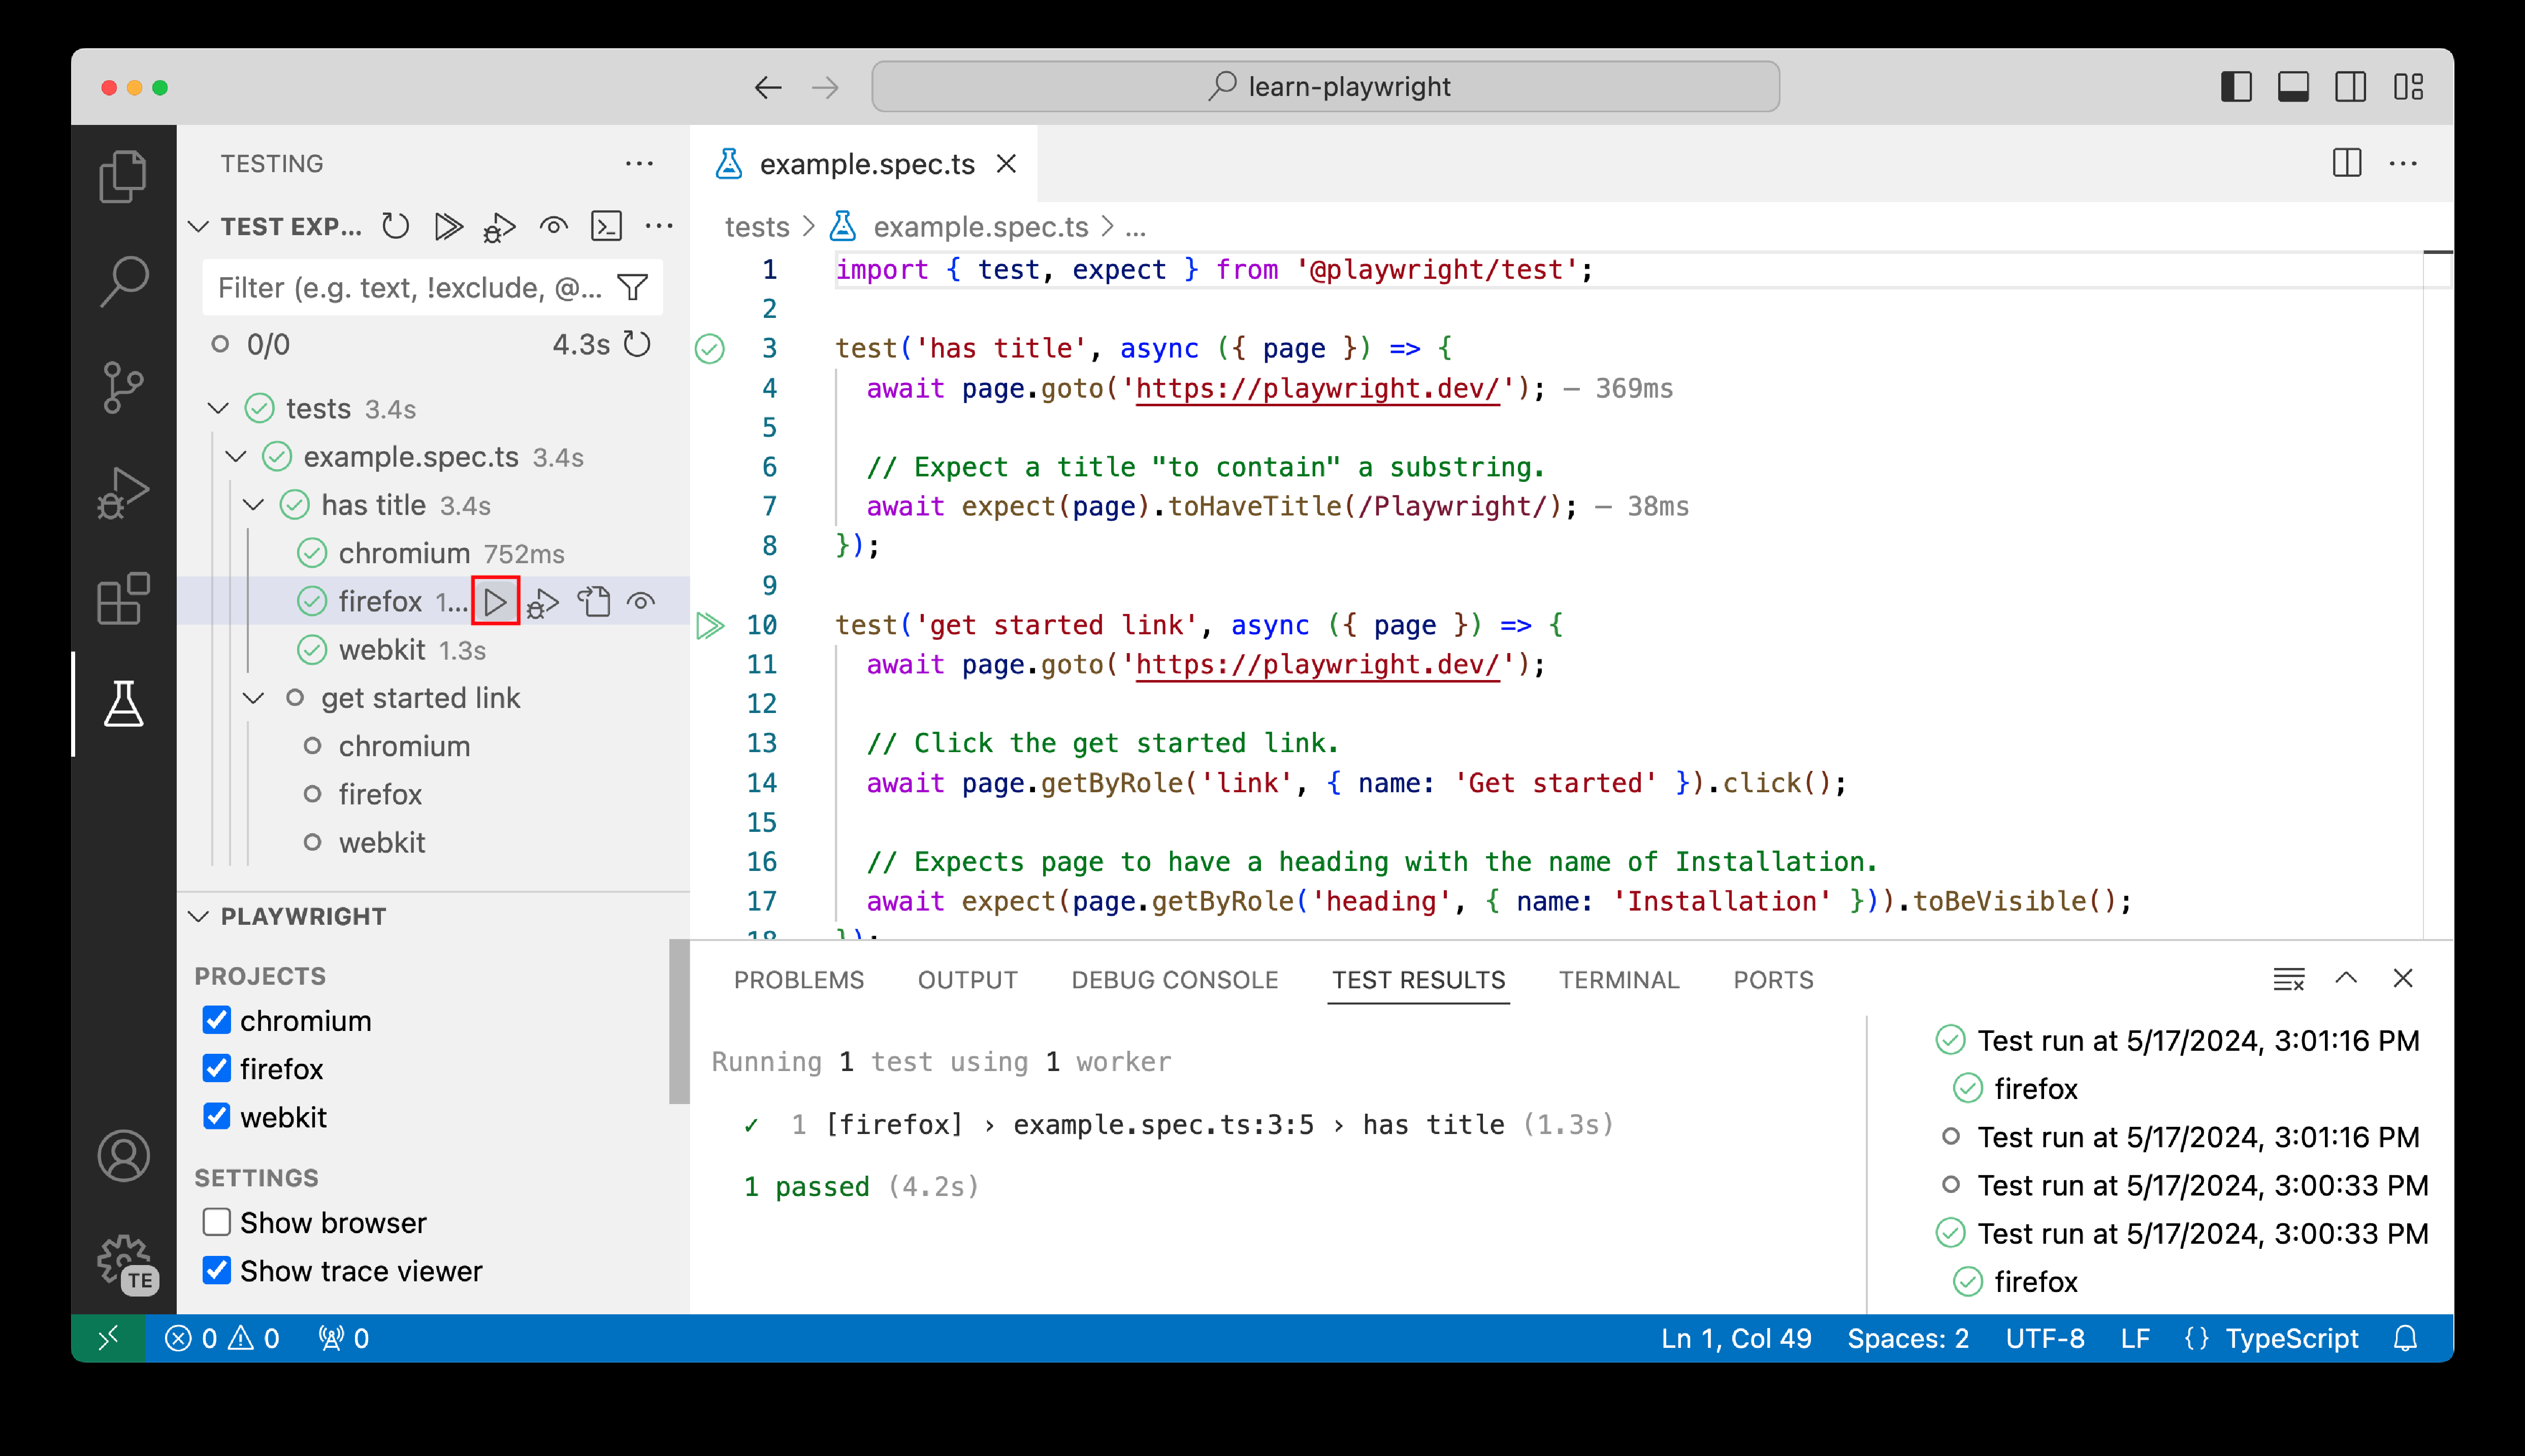 learn-playwright
TESTING
TEST EXP...
Filter (e.g. text, !exclude, @...
0/0 4.3s
tests 3.4s
example.spec.ts 3.4s
has title 3.4s
chromium 752ms
firefox 1...
webkit 1.3s
get started link
chromium
firefox
webkit
PLAYWRIGHT
PROJECTS
chromium
firefox
webkit
SETTINGS
Show browser
Show trace viewer
TE
example.spec.ts
tests > example.spec.ts > ...
1 import { test, expect } from '@playwright/test';
2
3 test('has title', async ({ page }) => {
4 await page.goto('https://playwright.dev/'); — 369ms
5
6 // Expect a title "to contain" a substring.
7 await expect(page).toHaveTitle(/Playwright/); — 38ms
8 });
9
10 test('get started link', async ({ page }) => {
11 await page.goto('https://playwright.dev/');
12
13 // Click the get started link.
14 await page.getByRole('link', { name: 'Get started' }).click();
15
16 // Expects page to have a heading with the name of Installation.
17 await expect(page.getByRole('heading', { name: 'Installation' })).toBeVisible();
18 });
PROBLEMS OUTPUT DEBUG CONSOLE TEST RESULTS TERMINAL PORTS
Running 1 test using 1 worker
✓ 1 [firefox] › example.spec.ts:3:5 › has title (1.3s)
1 passed (4.2s)
Test run at 5/17/2024, 3:01:16 PM
firefox
Test run at 5/17/2024, 3:01:16 PM
Test run at 5/17/2024, 3:00:33 PM
Test run at 5/17/2024, 3:00:33 PM
firefox
0 0 0
Ln 1, Col 49 Spaces: 2 UTF-8 LF {} TypeScript